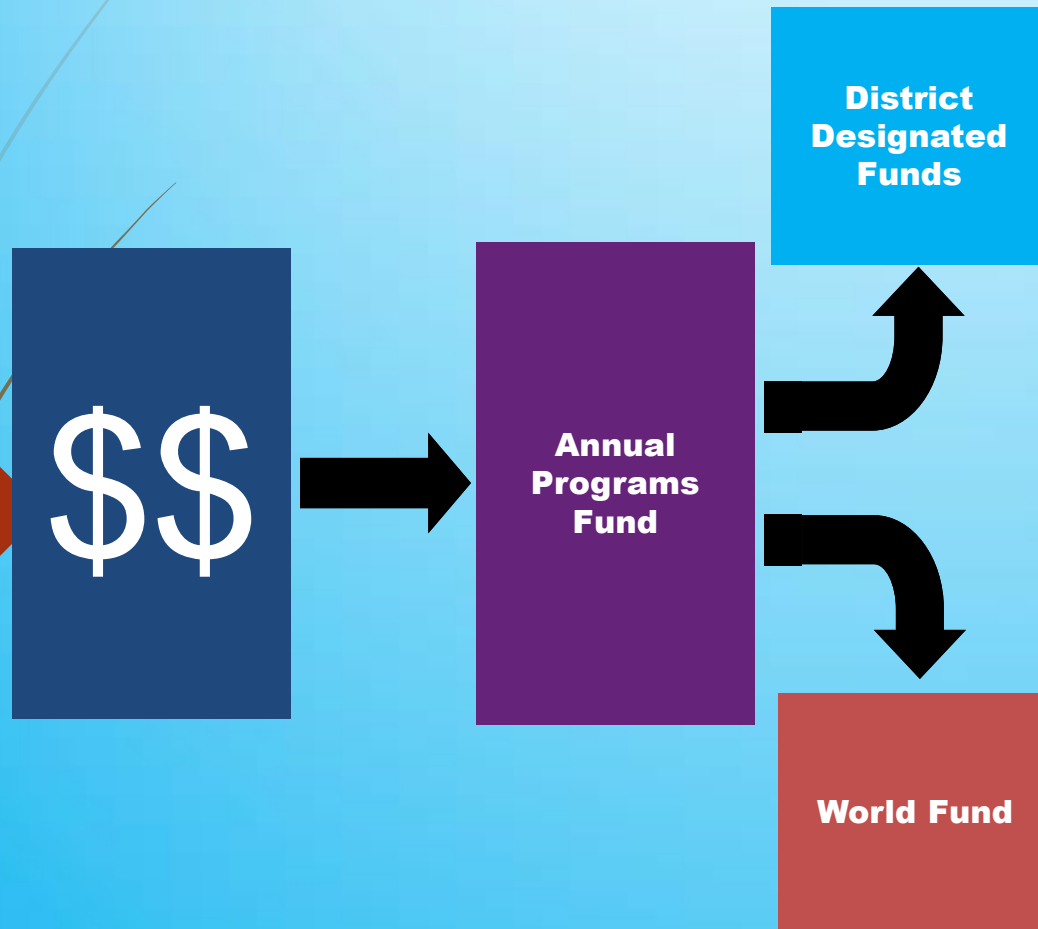 $$
Annual
Programs
Fund
District
Designated
Funds
World Fund